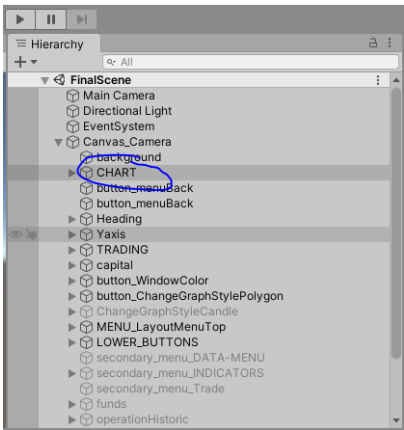 Hierarchy
All
FinalScene
Main Camera
Directional Light
EventSystem
Canvas_Camera
background
CHART
button_menuBack
button_menuBack
Heading
Yaxis
TRADING
capital
button_WindowColor
button_ChangeGraphStylePolygon
ChangeGraphStyleCandle
MENU_LayoutMenuTop
LOWER_BUTTONS
secondary_menu_DATA-MENU
secondary_menu_INDICATORS
secondary_menu_Trade
funds
operationHistoric